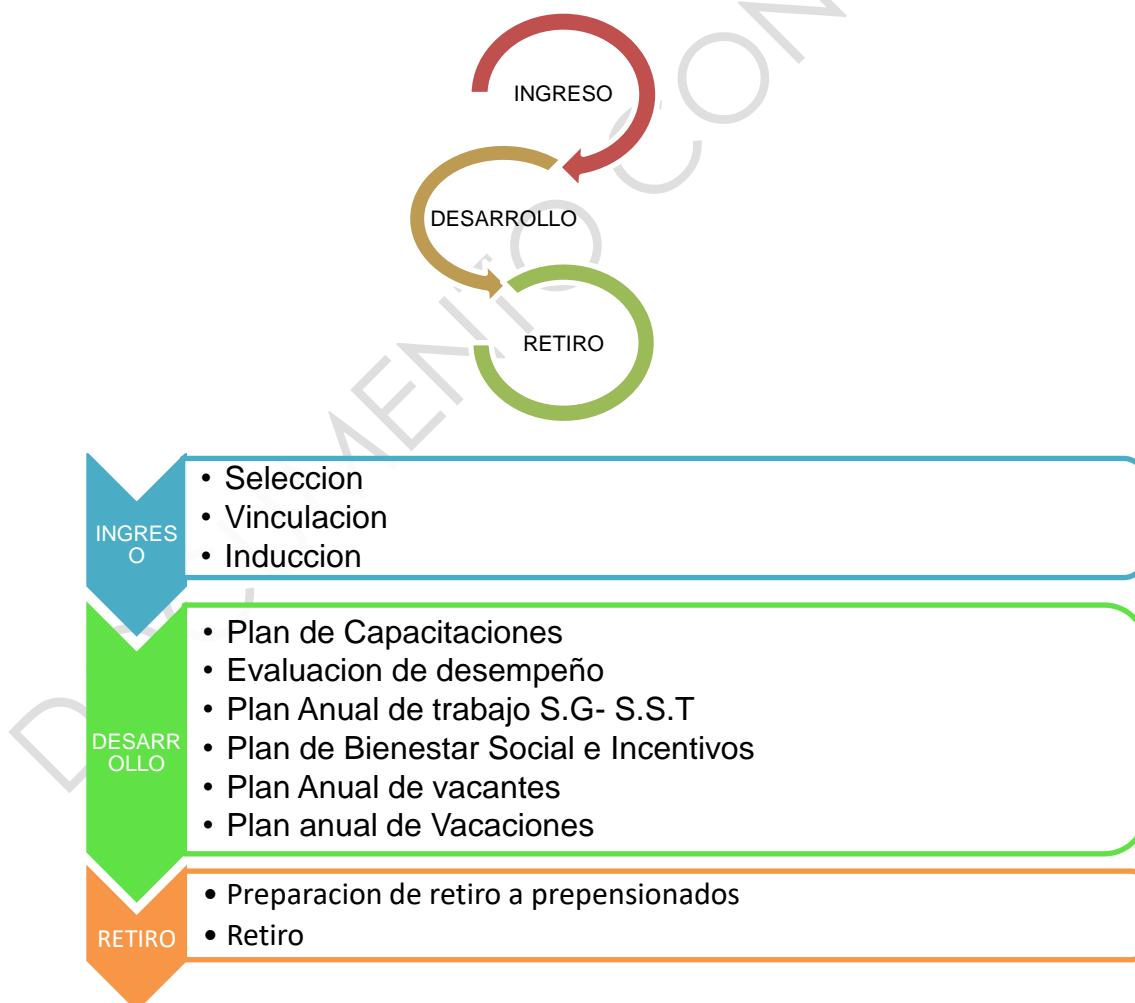 INGRESO
DESARROLLO
RETIRO
INGRES
O
• Seleccion
• Vinculacion
• Induccion
DESARR
OLLO
• Plan de Capacitaciones
• Evaluacion de desempeño
• Plan Anual de trabajo S.G- S.S.T
• Plan de Bienestar Social e Incentivos
• Plan Anual de vacantes
• Plan anual de Vacaciones
RETIRO
• Preparacion de retiro a prepensionados
• Retiro